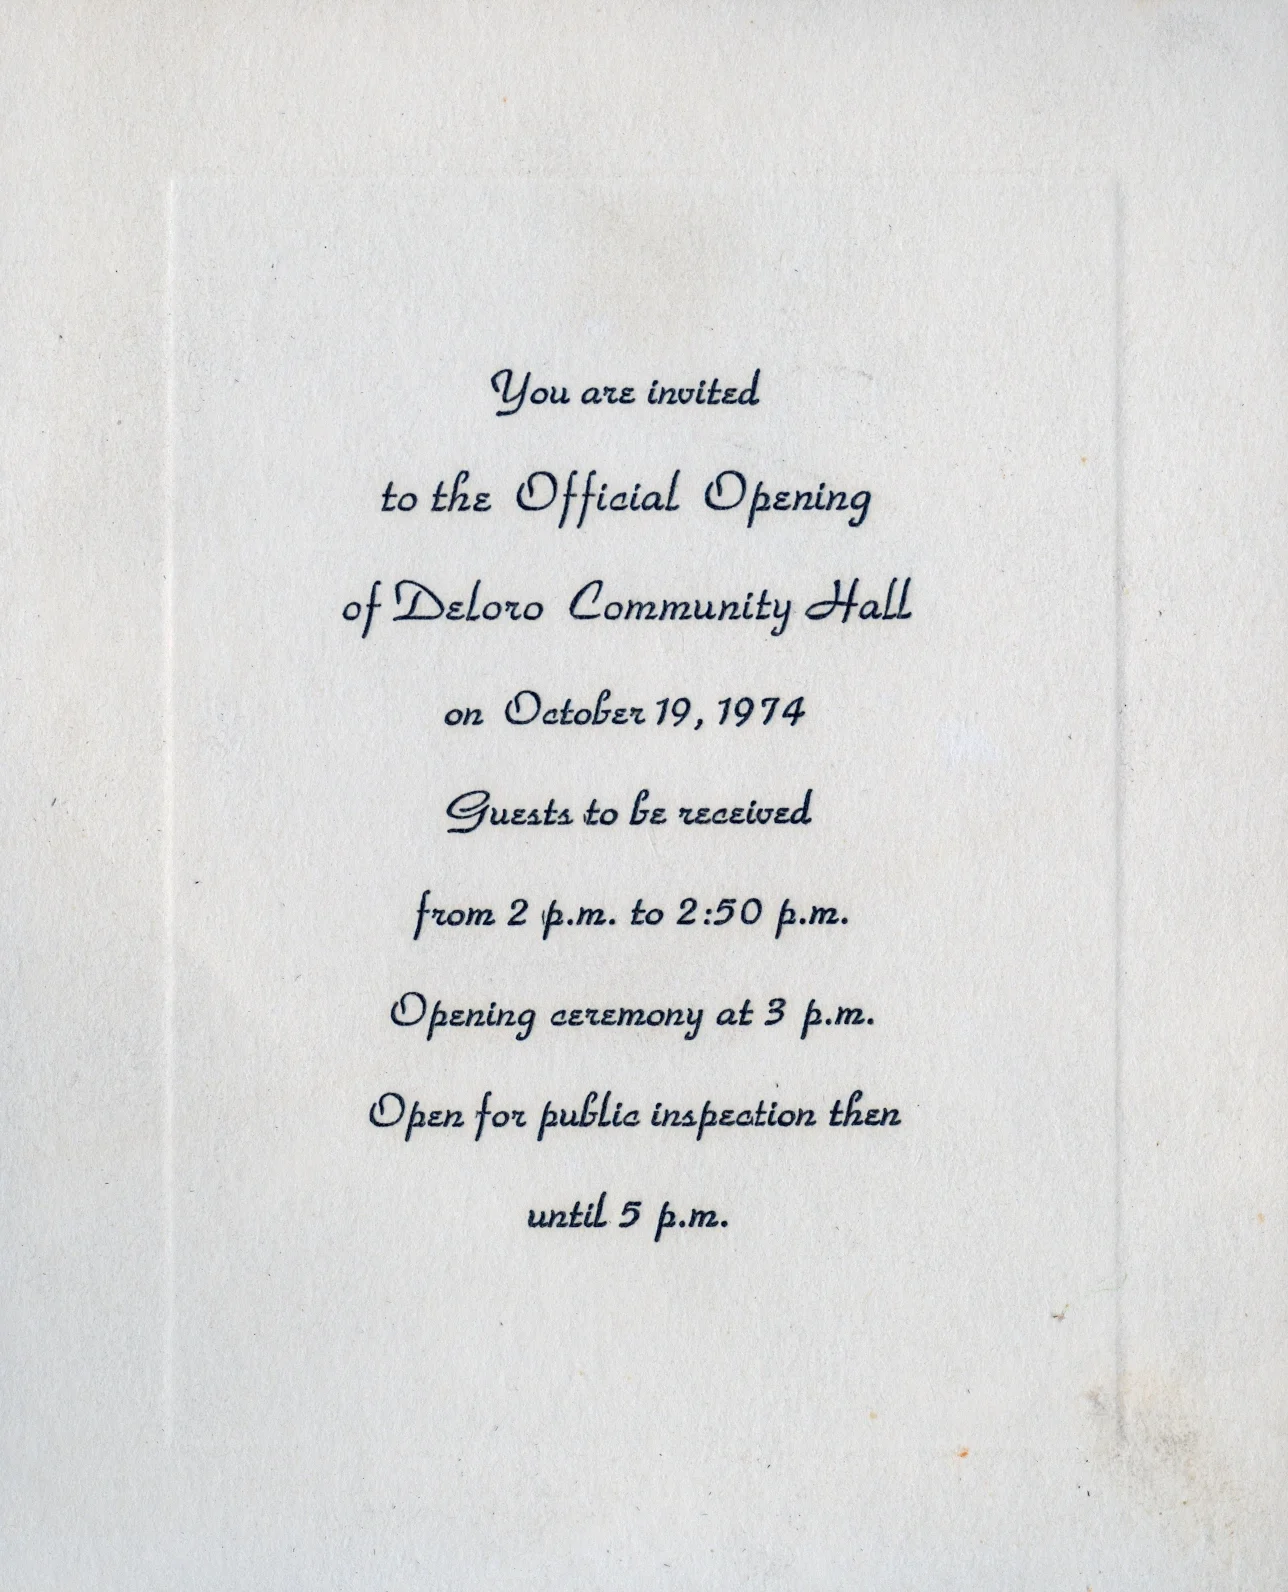 You are invited
to the Official Opening
of Deloro Community Hall
on October 19, 1974
Guests to be received
from 2 p.m. to 2:50 p.m.
Opening ceremony at 3 p.m.
Open for public inspection then
until 5 p.m.